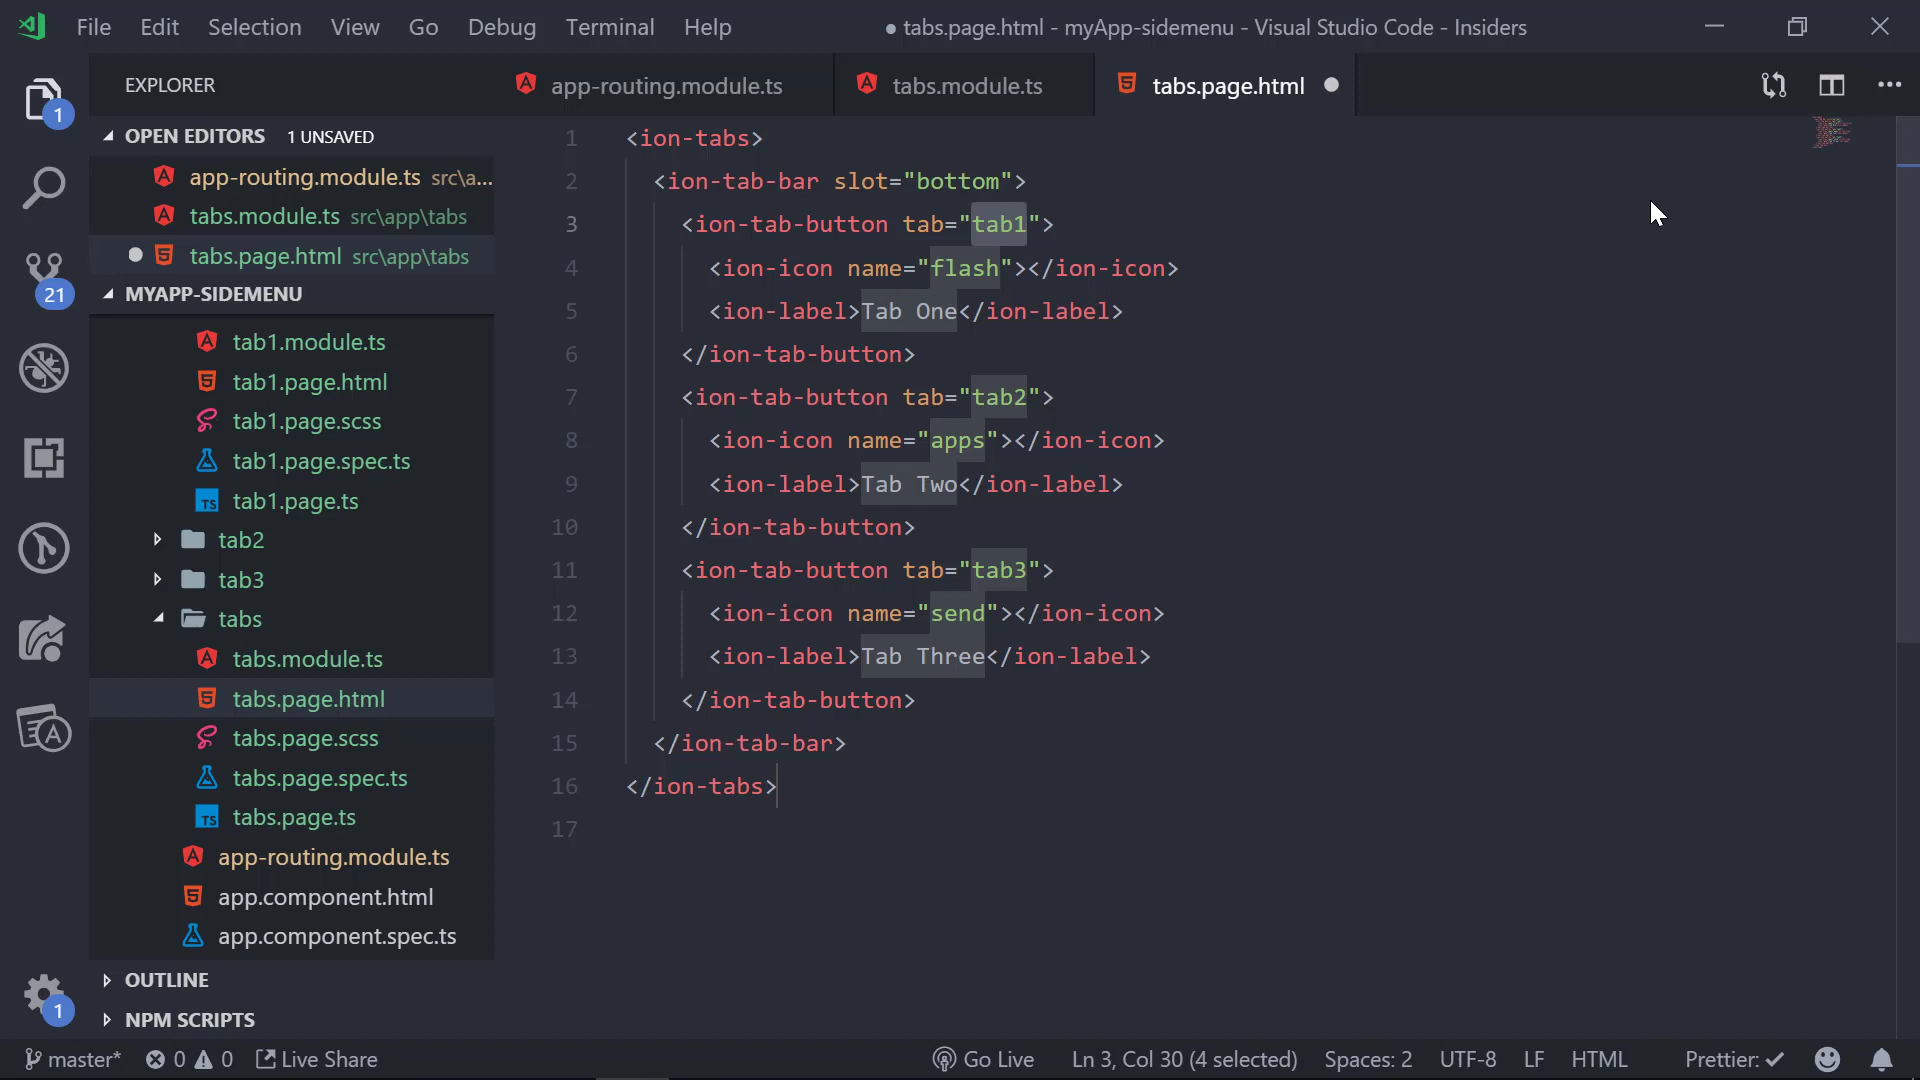 File Edit Selection View Go Debug Terminal Help ● tabs.page.html - myApp-sidemenu - Visual Studio Code - Insiders
EXPLORER app-routing.module.ts tabs.module.ts tabs.page.html
OPEN EDITORS 1 UNSAVED
app-routing.module.ts src\a...
tabs.module.ts src\app\tabs
tabs.page.html src\app\tabs
MYAPP-SIDEMENU
tab1.module.ts
tab1.page.html
tab1.page.scss
tab1.page.spec.ts
tab1.page.ts
tab2
tab3
tabs
tabs.module.ts
tabs.page.html
tabs.page.scss
tabs.page.spec.ts
tabs.page.ts
app-routing.module.ts
app.component.html
app.component.spec.ts
OUTLINE
NPM SCRIPTS
1
21
1
1 <ion-tabs>
2 <ion-tab-bar slot="bottom">
3 <ion-tab-button tab="tab1">
4 <ion-icon name="flash"></ion-icon>
5 <ion-label>Tab One</ion-label>
6 </ion-tab-button>
7 <ion-tab-button tab="tab2">
8 <ion-icon name="apps"></ion-icon>
9 <ion-label>Tab Two</ion-label>
10 </ion-tab-button>
11 <ion-tab-button tab="tab3">
12 <ion-icon name="send"></ion-icon>
13 <ion-label>Tab Three</ion-label>
14 </ion-tab-button>
15 </ion-tab-bar>
16 </ion-tabs>
17
master* 0 0 Live Share Go Live Ln 3, Col 30 (4 selected) Spaces: 2 UTF-8 LF HTML Prettier: ✓